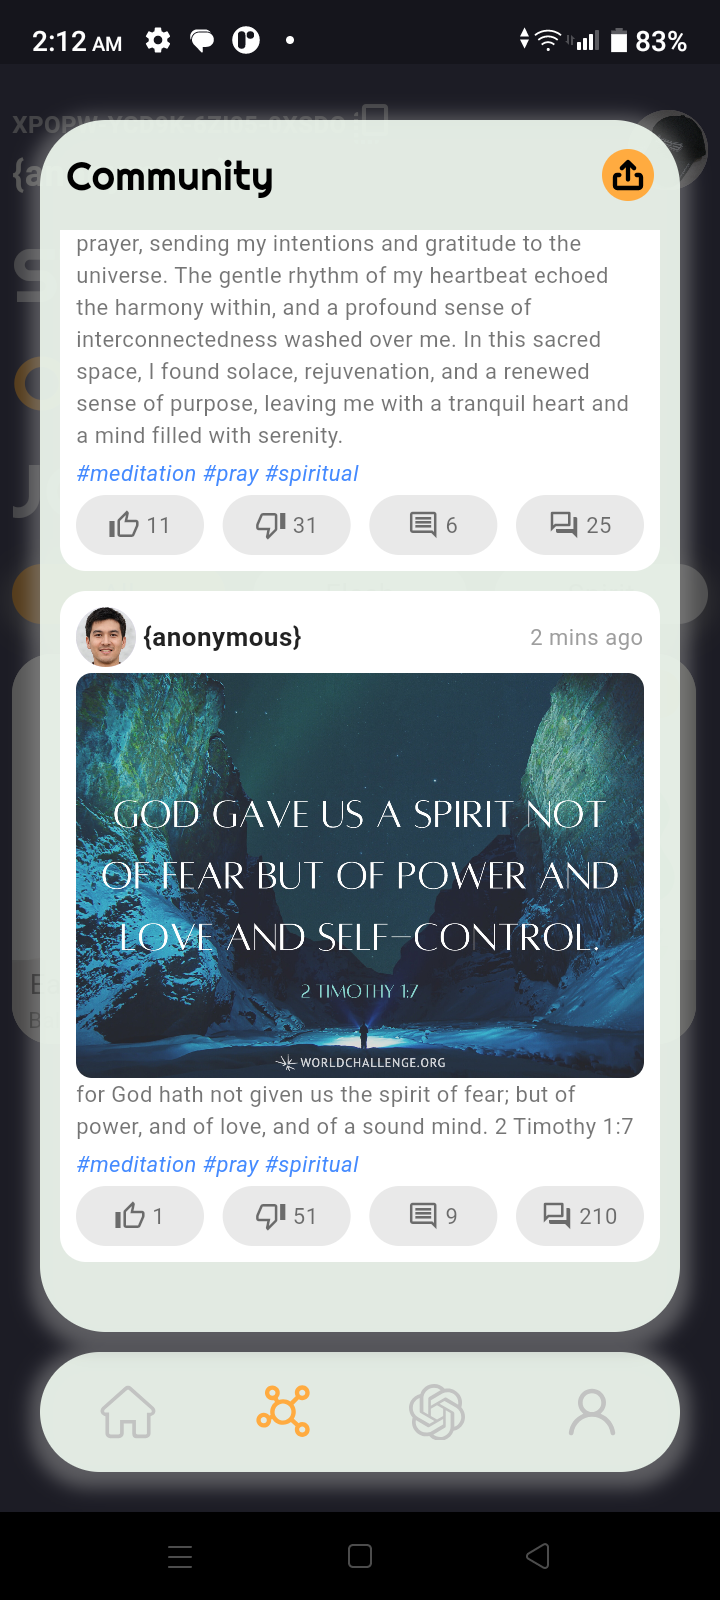 2:12 AM
83%
Community
prayer, sending my intentions and gratitude to the
universe. The gentle rhythm of my heartbeat echoed
the harmony within, and a profound sense of
interconnectedness washed over me. In this sacred
space, I found solace, rejuvenation, and a renewed
sense of purpose, leaving me with a tranquil heart and
a mind filled with serenity.
#meditation #pray #spiritual
11 31 6 25
{anonymous} 2 mins ago
GOD GAVE US A SPIRIT NOT
OF FEAR BUT OF POWER AND
LOVE AND SELF-CONTROL.
2 TIMOTHY 1:7
WORLDCHALLENGE.ORG
for God hath not given us the spirit of fear; but of
power, and of love, and of a sound mind. 2 Timothy 1:7
#meditation #pray #spiritual
1 51 9 210